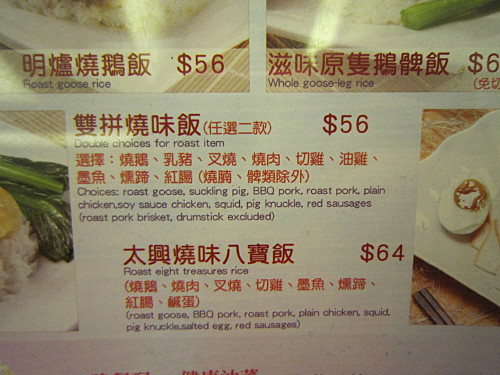 明爐燒鵝飯 $56
Roast goose rice
滋味原隻鵝髀飯 $6
Whole goose-leg rice
雙拼燒味飯(任選二款) $56
Double choices for roast item
選擇：燒鵝、乳豬、叉燒、燒肉、切雞、油雞、
墨魚、燻蹄、紅腸 (燒腩、髀類除外)
Choices: roast goose, suckling pig, BBQ pork, roast pork, plain
chicken,soy sauce chicken, squid, pig knuckle, red sausages
(roast pork brisket, drumstick excluded)
太興燒味八寶飯 $64
Roast eight treasures rice
(燒鵝、燒肉、叉燒、切雞、墨魚、燻蹄、
紅腸、鹹蛋)
(roast goose, BBQ pork, roast pork, plain chicken, squid,
pig knuckle,salted egg, red sausages)